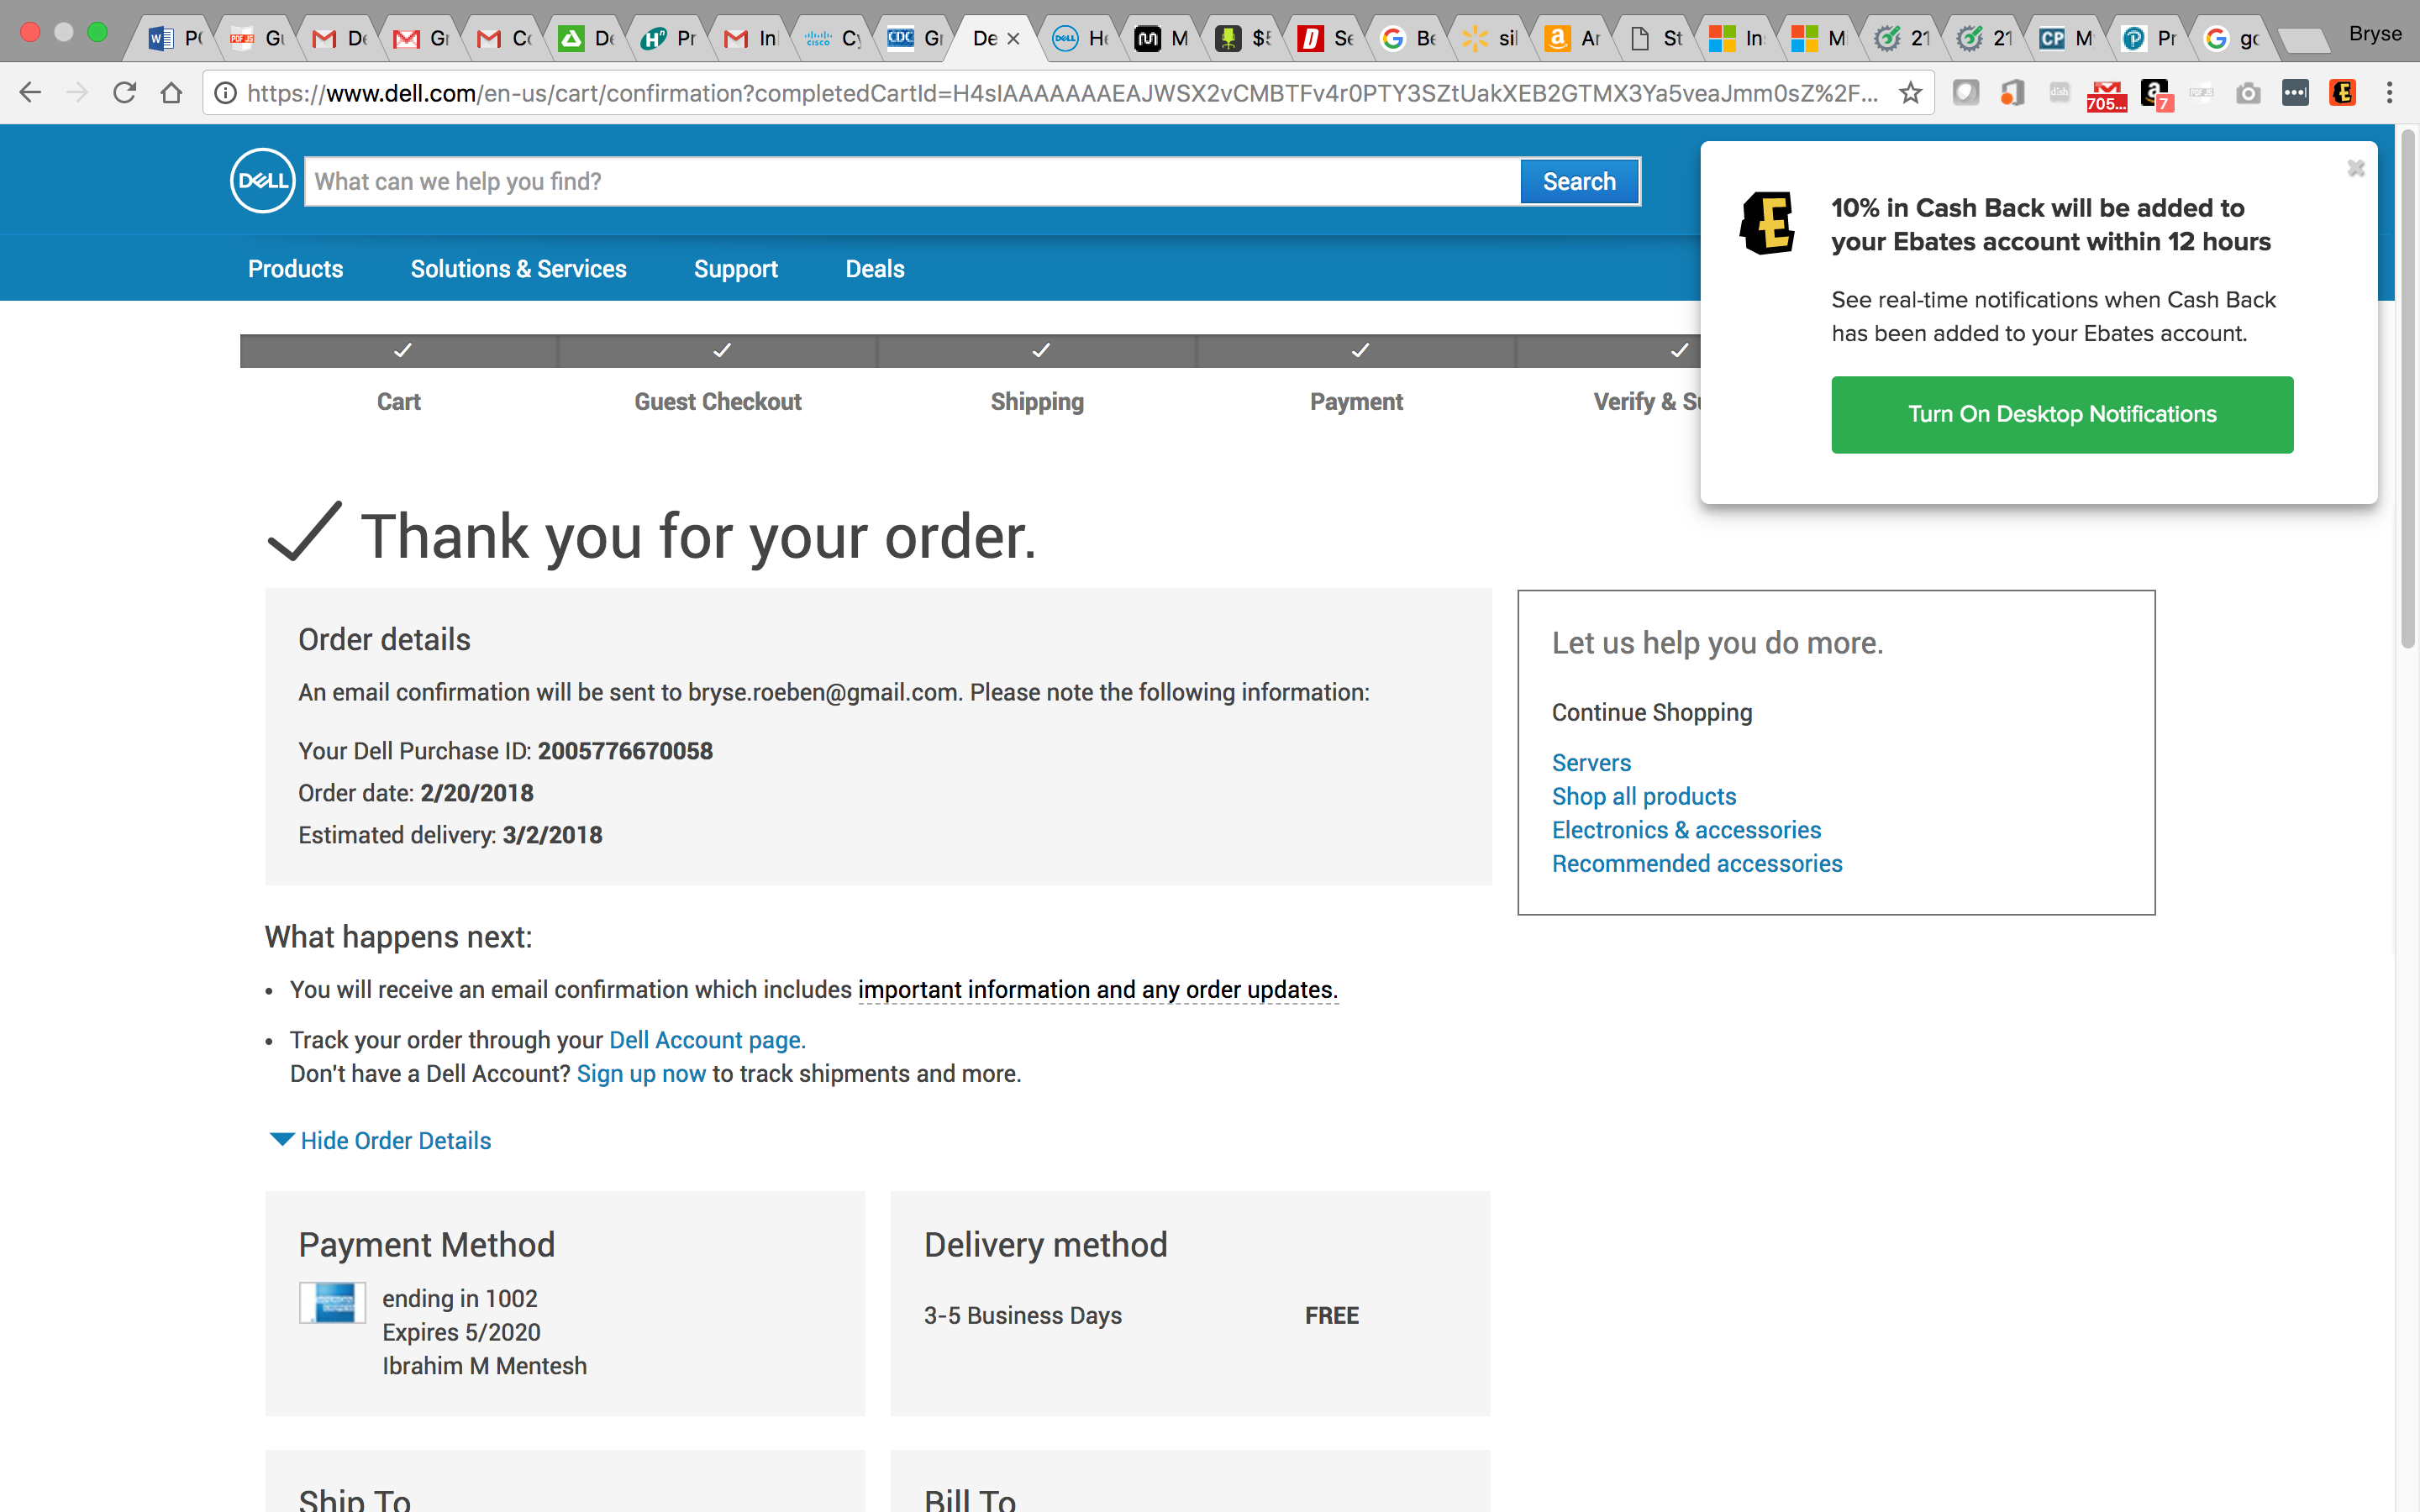 P
Gu
De
Gr
Co
De
Pr
In
Cy
CDC
Gr
De
He
M
$5
Se
Be
sil
Ar
St
In
M
21
21
CP
M
Pr
go
Bryse
https://www.dell.com/en-us/cart/confirmation?completedCartId=H4sIAAAAAAAEAJWSX2vCMBTFv4r0PTY3SZtUakXEB2GTMX3Ya5veaJmm0sZ%2F...
705...
7
DELL
What can we help you find?
Search
Products
Solutions & Services
Support
Deals
10% in Cash Back will be added to
your Ebates account within 12 hours
See real-time notifications when Cash Back
has been added to your Ebates account.
Turn On Desktop Notifications
Cart
Guest Checkout
Shipping
Payment
Verify & Su
Thank you for your order.
Order details
An email confirmation will be sent to bryse.roeben@gmail.com. Please note the following information:
Your Dell Purchase ID: 2005776670058
Order date: 2/20/2018
Estimated delivery: 3/2/2018
Let us help you do more.
Continue Shopping
Servers
Shop all products
Electronics & accessories
Recommended accessories
What happens next:
• You will receive an email confirmation which includes important information and any order updates.
• Track your order through your Dell Account page.
Don't have a Dell Account? Sign up now to track shipments and more.
Hide Order Details
Payment Method
ending in 1002
Expires 5/2020
Ibrahim M Mentesh
Delivery method
3-5 Business Days
FREE
Ship To
Bill To